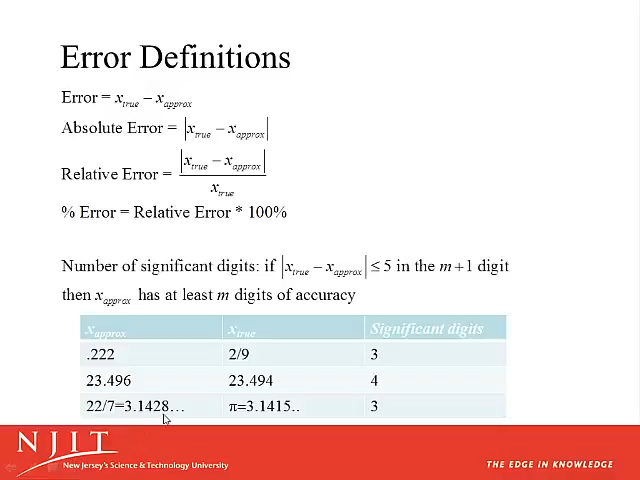 Error Definitions
Error = x_true − x_approx
Absolute Error = |x_true − x_approx|
Relative Error = |x_true − x_approx| / x_true
% Error = Relative Error * 100%
Number of significant digits: if |x_true − x_approx| ≤ 5 in the m + 1 digit
then x_approx has at least m digits of accuracy
x_approx x_true Significant digits
.222 2/9 3
23.496 23.494 4
22/7=3.1428… π=3.1415.. 3
NJIT
New Jersey's Science & Technology University
THE EDGE IN KNOWLEDGE